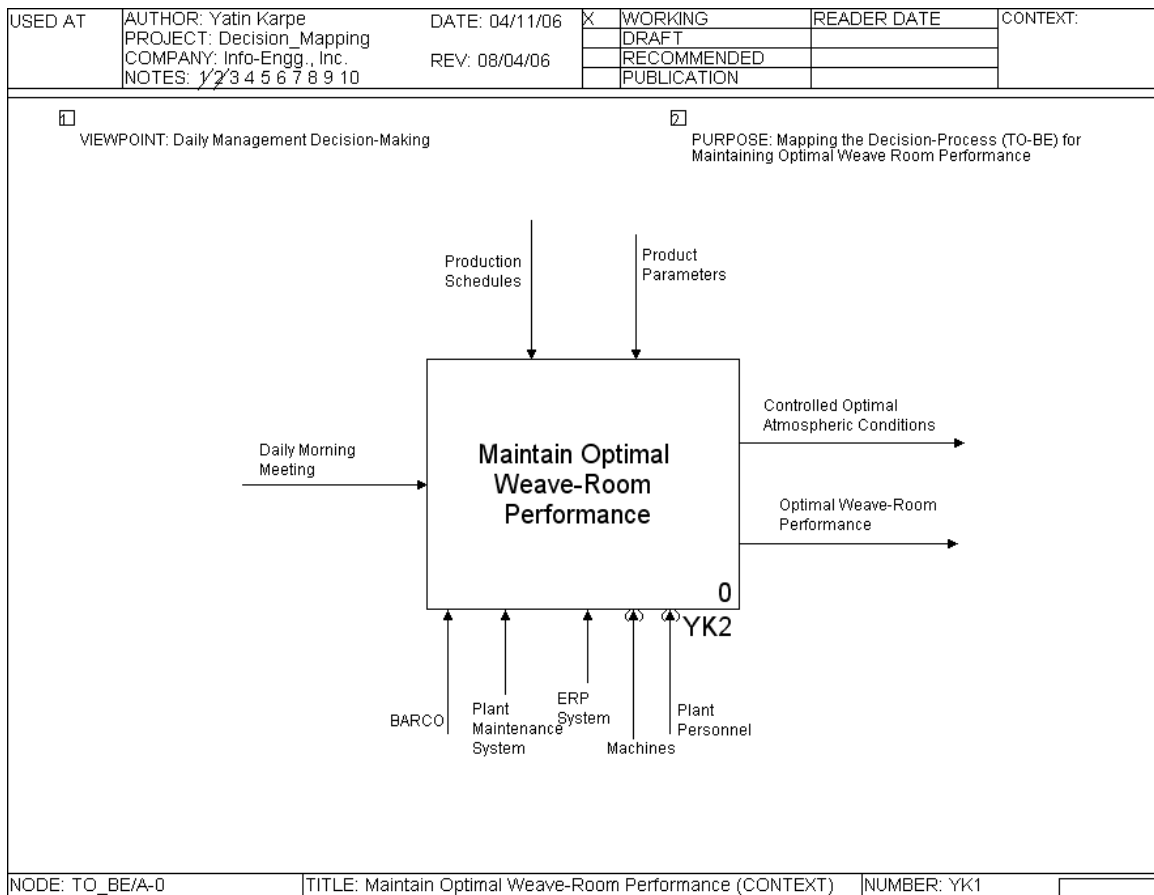 USED AT
AUTHOR: Yatin Karpe
DATE: 04/11/06
X
WORKING
READER DATE
CONTEXT:
PROJECT: Decision_Mapping
DRAFT
COMPANY: Info-Engg., Inc.
REV: 08/04/06
RECOMMENDED
NOTES: 1 2 3 4 5 6 7 8 9 10
PUBLICATION
1
VIEWPOINT: Daily Management Decision-Making
2
PURPOSE: Mapping the Decision-Process (TO-BE) for
Maintaining Optimal Weave Room Performance
Production
Schedules
Product
Parameters
Daily Morning
Meeting
Maintain Optimal
Weave-Room
Performance
0
YK2
Controlled Optimal
Atmospheric Conditions
Optimal Weave-Room
Performance
BARCO
Plant
Maintenance
System
ERP
System
Machines
Plant
Personnel
NODE: TO_BE/A-0
TITLE: Maintain Optimal Weave-Room Performance (CONTEXT)
NUMBER: YK1